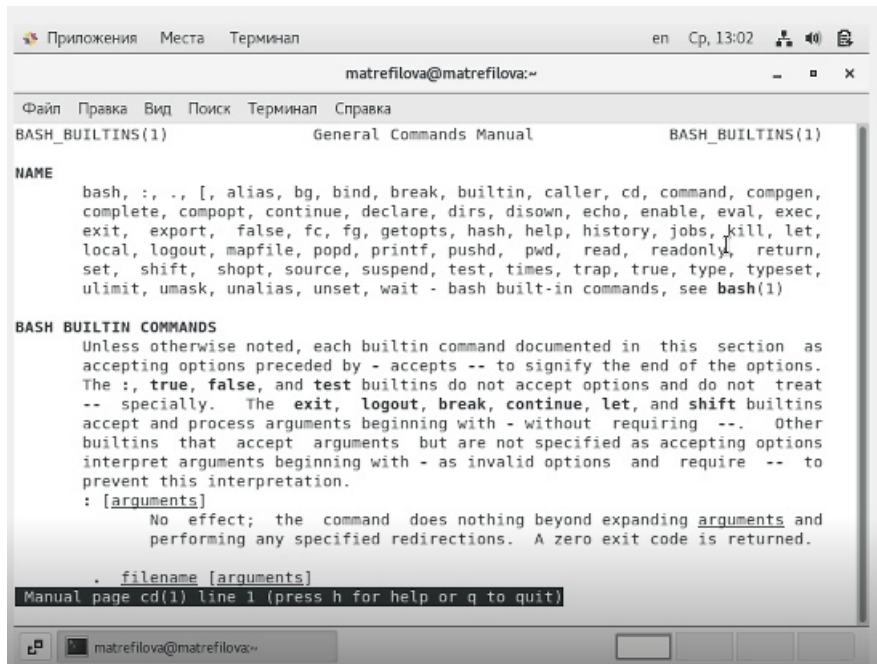 Приложения Места Терминал en Ср, 13:02
matrefilova@matrefilova:~
Файл Правка Вид Поиск Терминал Справка
BASH_BUILTINS(1) General Commands Manual BASH_BUILTINS(1)
NAME
bash, :, ., [, alias, bg, bind, break, builtin, caller, cd, command, compgen,
complete, compopt, continue, declare, dirs, disown, echo, enable, eval, exec,
exit, export, false, fc, fg, getopts, hash, help, history, jobs, kill, let,
local, logout, mapfile, popd, printf, pushd, pwd, read, readonly, return,
set, shift, shopt, source, suspend, test, times, trap, true, type, typeset,
ulimit, umask, unalias, unset, wait - bash built-in commands, see bash(1)
BASH BUILTIN COMMANDS
Unless otherwise noted, each builtin command documented in this section as
accepting options preceded by - accepts -- to signify the end of the options.
The :, true, false, and test builtins do not accept options and do not treat
-- specially. The exit, logout, break, continue, let, and shift builtins
accept and process arguments beginning with - without requiring --. Other
builtins that accept arguments but are not specified as accepting options
interpret arguments beginning with - as invalid options and require -- to
prevent this interpretation.
: [arguments]
No effect; the command does nothing beyond expanding arguments and
performing any specified redirections. A zero exit code is returned.
. filename [arguments]
Manual page cd(1) line 1 (press h for help or q to quit)
matrefilova@matrefilova:~